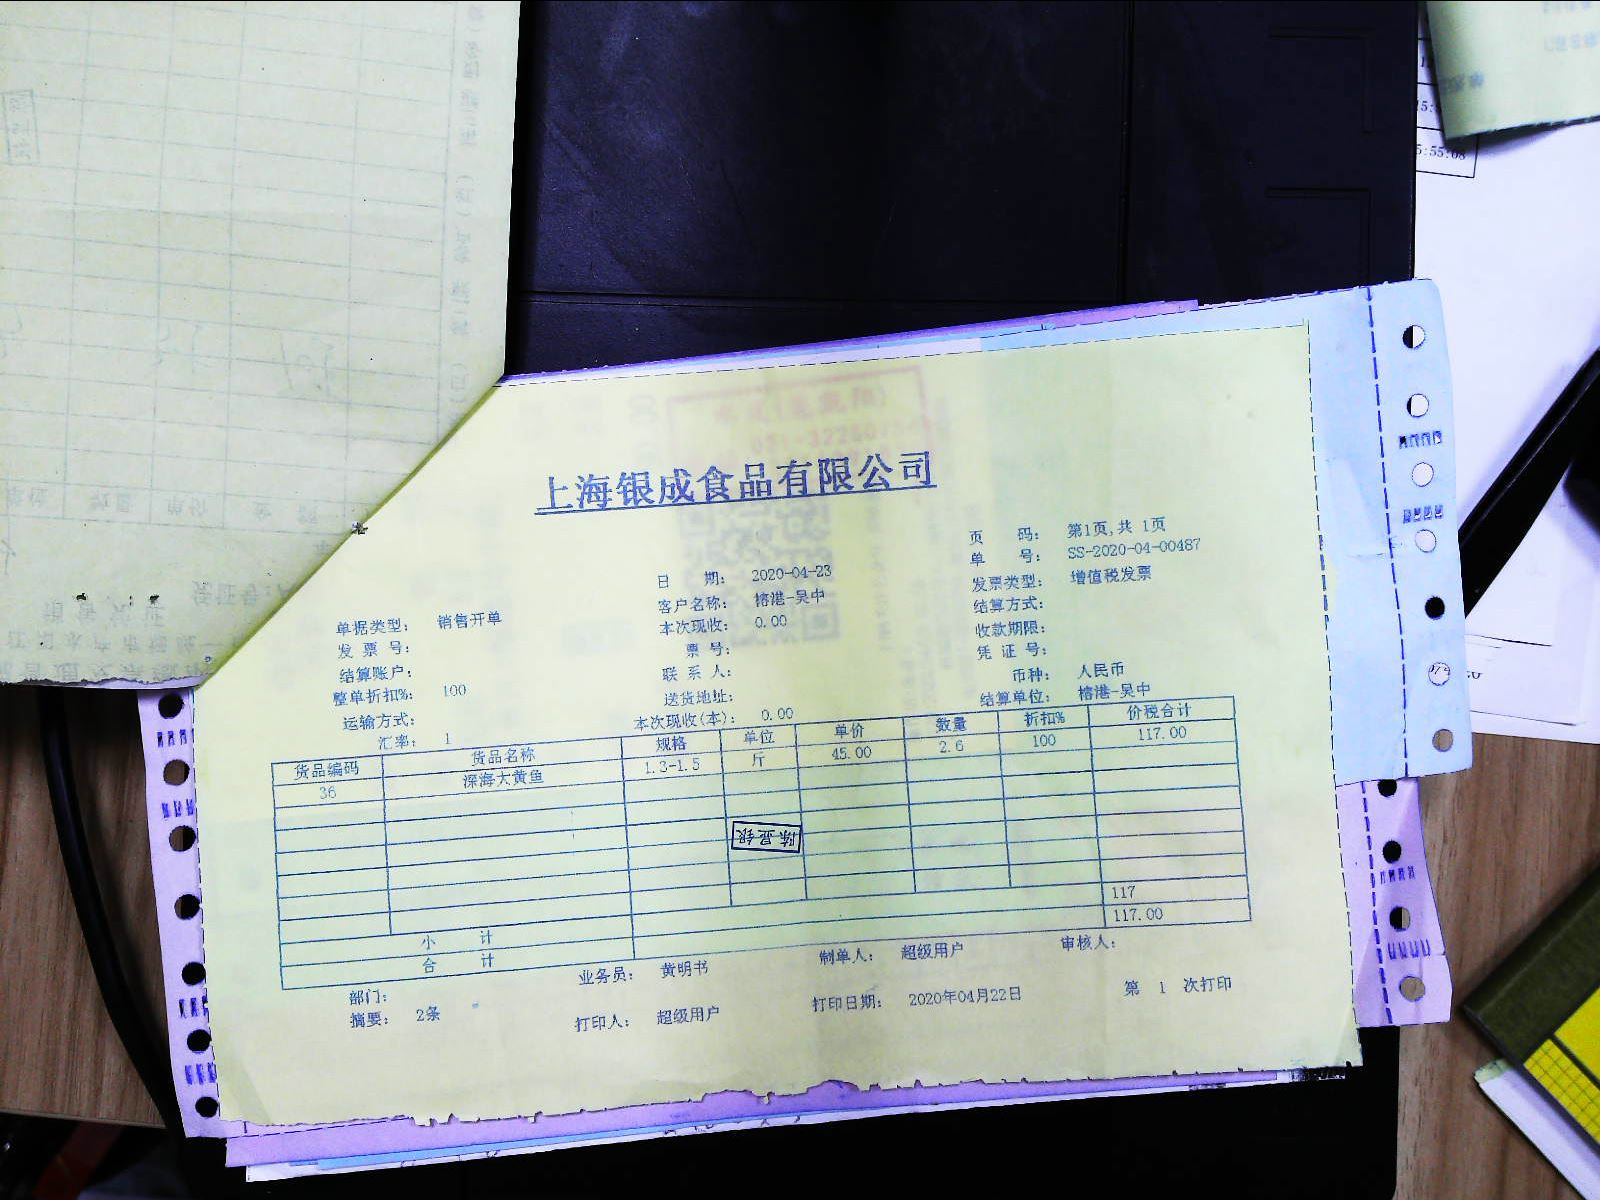 上海银成食品有限公司
页 码： 第1页,共 1页
日 期： 2020-04-23 单 号： SS-2020-04-00487
单据类型： 销售开单 客户名称： 榕港-吴中 发票类型： 增值税发票
发 票 号： 本次现收： 0.00 结算方式：
结算账户： 票 号： 收款期限：
整单折扣%： 100 联 系 人： 凭 证 号：
运输方式： 送货地址： 币种： 人民币
汇率： 1 本次现收(本)： 0.00 结算单位： 榕港-吴中
货品编码 货品名称 规格 单位 单价 数量 折扣% 价税合计
36 深海大黄鱼 1.3-1.5 斤 45.00 2.6 100 117.00
陈显银
小 计 117
合 计 117.00
部门： 业务员： 黄明书 制单人： 超级用户 审核人：
摘要： 2条 打印人： 超级用户 打印日期： 2020年04月22日 第 1 次打印
5:55:08